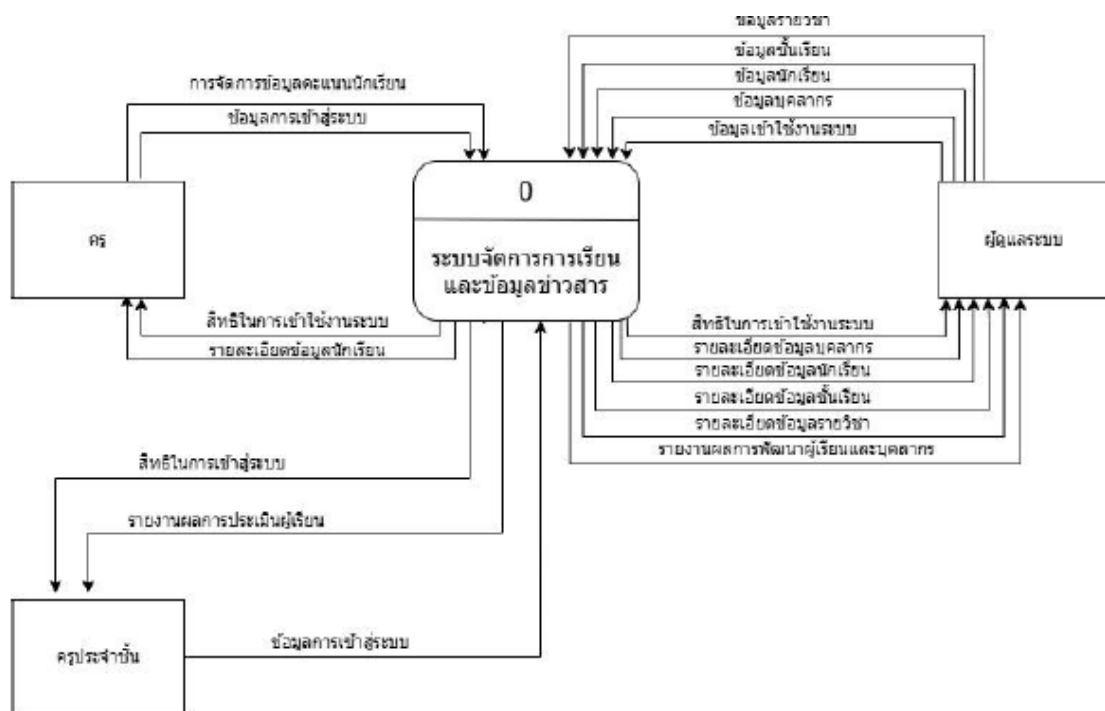 ข้อมูลรายวิชา
ข้อมูลชั้นเรียน
ข้อมูลนักเรียน
ข้อมูลบุคลากร
ข้อมูลเข้าใช้งานระบบ
การจัดการข้อมูลคะแนนนักเรียน
ข้อมูลการเข้าสู่ระบบ
0
ระบบจัดการการเรียน
และข้อมูลข่าวสาร
ครู
ผู้ดูแลระบบ
สิทธิในการเข้าใช้งานระบบ
รายละเอียดข้อมูลนักเรียน
สิทธิในการเข้าใช้งานระบบ
รายละเอียดข้อมูลบุคลากร
รายละเอียดข้อมูลนักเรียน
รายละเอียดข้อมูลชั้นเรียน
รายละเอียดข้อมูลรายวิชา
รายงานผลการพัฒนาผู้เรียนและบุคลากร
สิทธิในการเข้าสู่ระบบ
รายงานผลการประเมินผู้เรียน
ครูประจำชั้น
ข้อมูลการเข้าสู่ระบบ